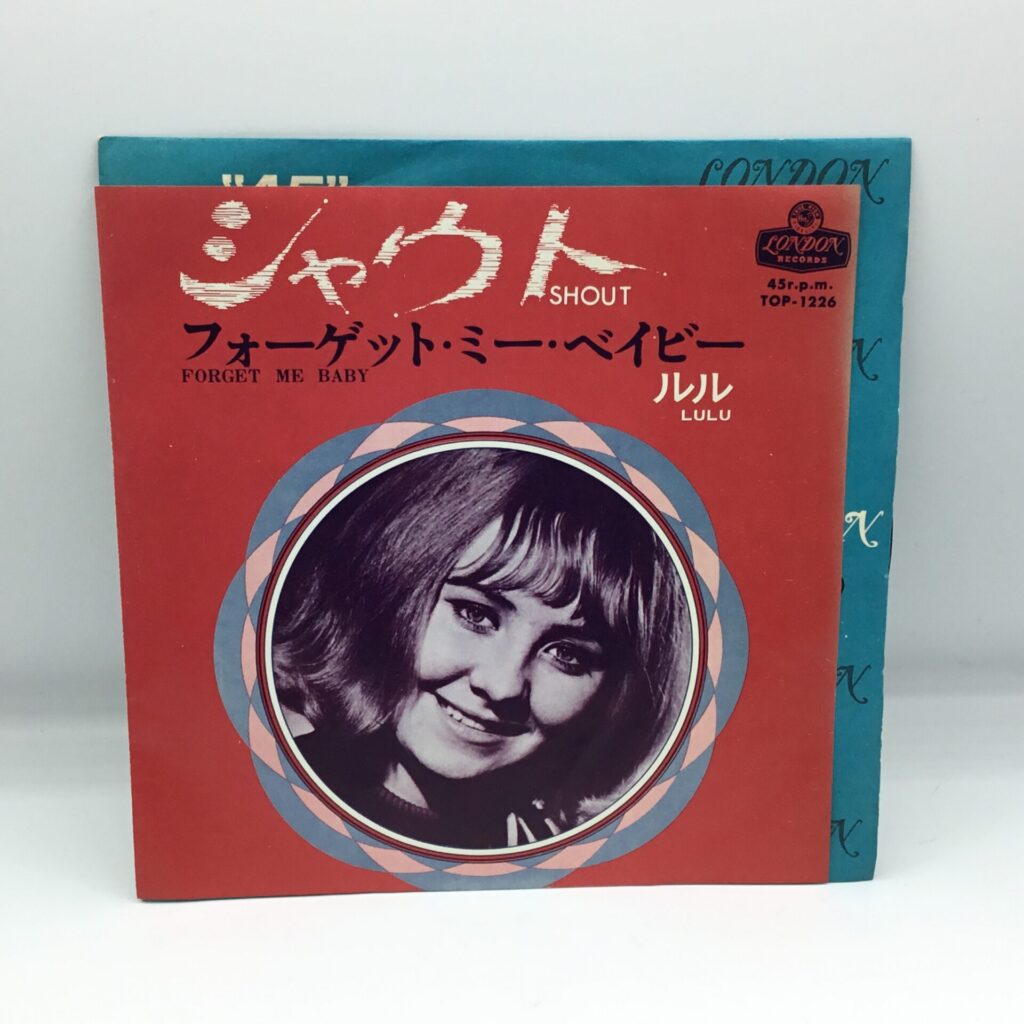 "45"
LONDON
シャウト
SHOUT
LONDON
RECORDS
45r.p.m.
TOP-1226
フォーゲット・ミー・ベイビー
FORGET ME BABY
ルル
LULU